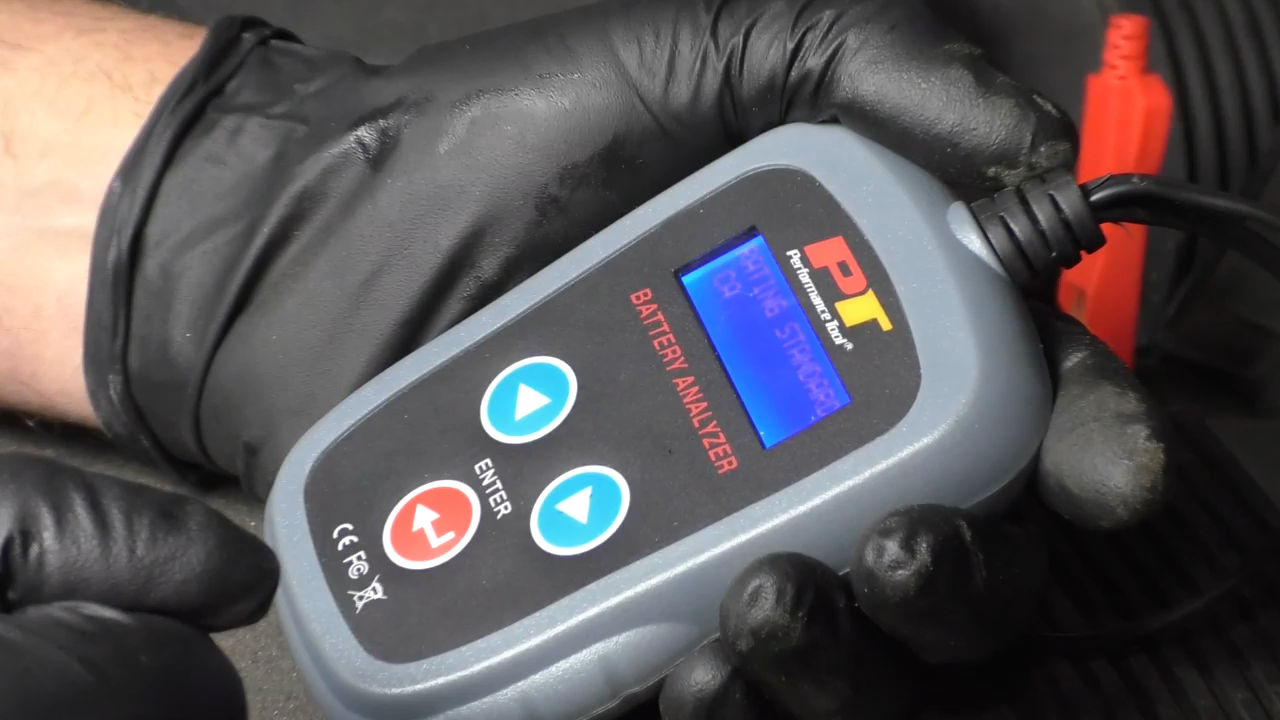 PT
Performance Tool®
RATING STANDARD
CA
BATTERY ANALYZER
ENTER
CE FC